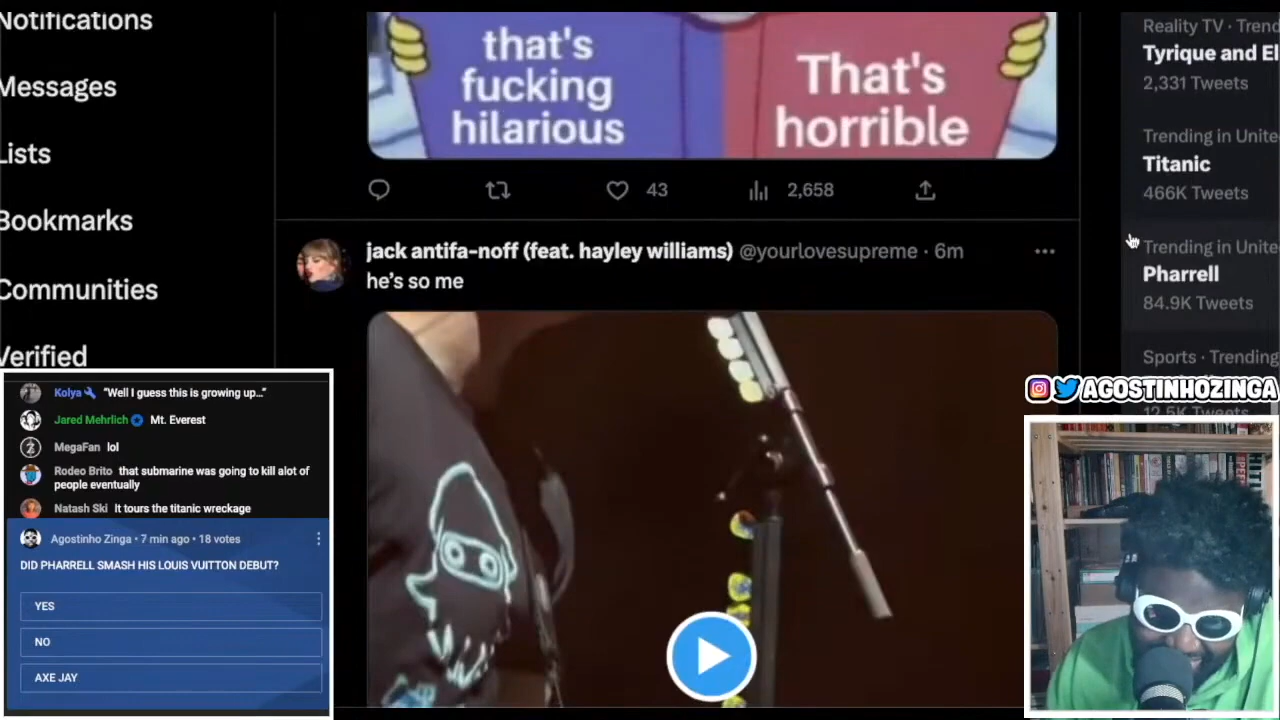 Notifications
Messages
Lists
Bookmarks
Communities
Verified
that's
fucking
hilarious
That's
horrible
43
2,658
jack antifa-noff (feat. hayley williams) @yourlovesupreme · 6m
he's so me
Reality TV · Trend
Tyrique and El
2,331 Tweets
Trending in Unite
Titanic
466K Tweets
Trending in Unite
Pharrell
84.9K Tweets
Sports · Trending
12.5K Tweets
AGOSTINHOZINGA
Kolya "Well I guess this is growing up..."
Jared Mehrlich Mt. Everest
MegaFan lol
Rodeo Brito that submarine was going to kill alot of
people eventually
Natash Ski It tours the titanic wreckage
Agostinho Zinga • 7 min ago • 18 votes
DID PHARRELL SMASH HIS LOUIS VUITTON DEBUT?
YES
NO
AXE JAY